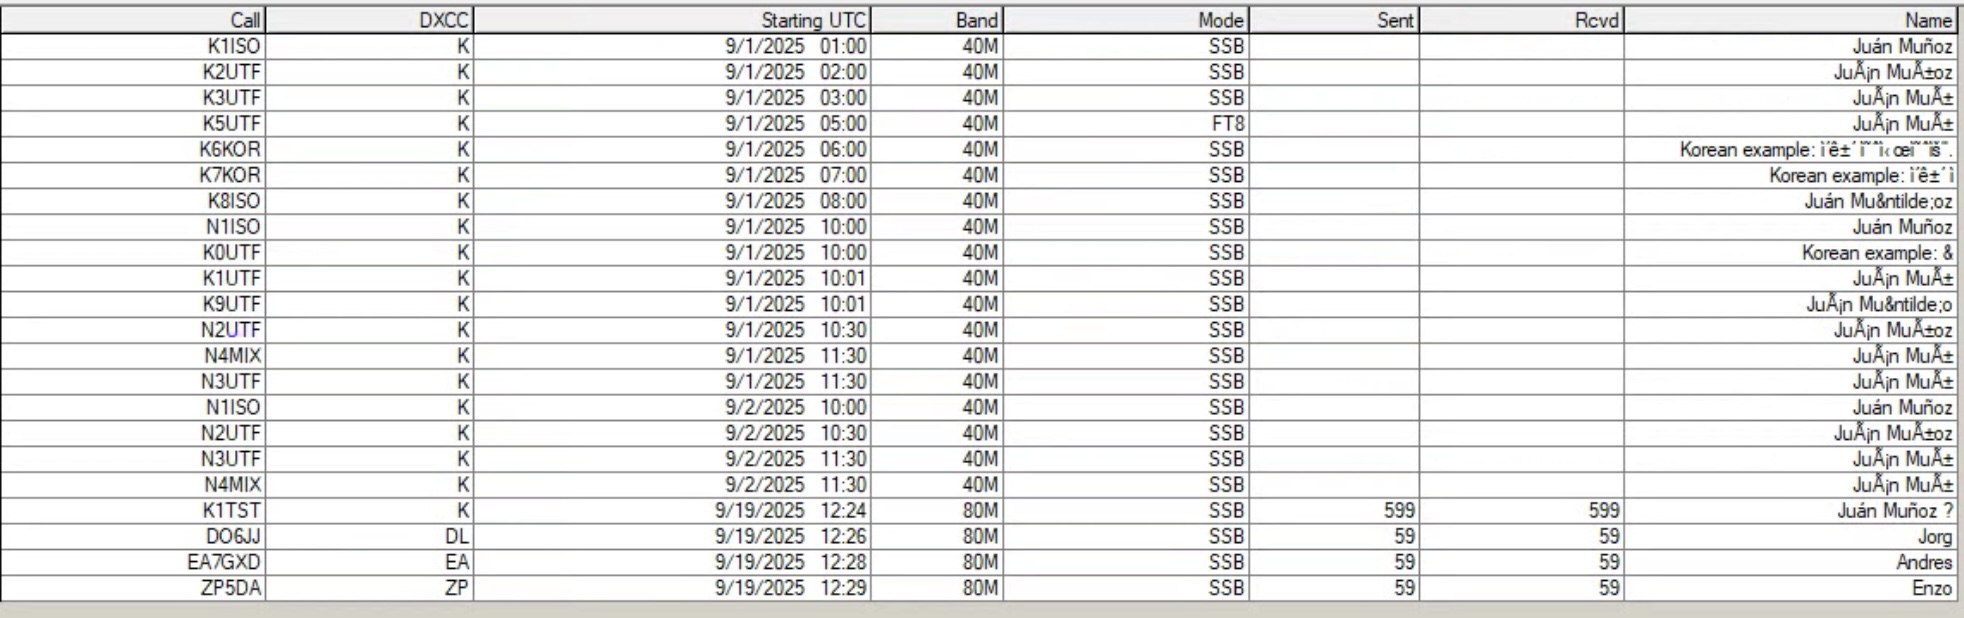 Call DXCC Starting UTC Band Mode Sent Rcvd Name
K1ISO K 9/1/2025 01:00 40M SSB Juán Muñoz
K2UTF K 9/1/2025 02:00 40M SSB JuÃ¡n MuÃ±oz
K3UTF K 9/1/2025 03:00 40M SSB JuÃ¡n MuÃ±
K5UTF K 9/1/2025 05:00 40M FT8 JuÃ¡n MuÃ±
K6KOR K 9/1/2025 06:00 40M SSB Korean example:
K7KOR K 9/1/2025 07:00 40M SSB Korean example:
K8ISO K 9/1/2025 08:00 40M SSB Juán Mu&ntilde;oz
N1ISO K 9/1/2025 10:00 40M SSB Juán Muñoz
K0UTF K 9/1/2025 10:00 40M SSB Korean example: &
K1UTF K 9/1/2025 10:01 40M SSB JuÃ¡n MuÃ±
K9UTF K 9/1/2025 10:01 40M SSB JuÃ¡n Mu&ntilde;o
N2UTF K 9/1/2025 10:30 40M SSB JuÃ¡n MuÃ±oz
N4MIX K 9/1/2025 11:30 40M SSB JuÃ¡n MuÃ±
N3UTF K 9/1/2025 11:30 40M SSB JuÃ¡n MuÃ±
N1ISO K 9/2/2025 10:00 40M SSB Juán Muñoz
N2UTF K 9/2/2025 10:30 40M SSB JuÃ¡n MuÃ±oz
N3UTF K 9/2/2025 11:30 40M SSB JuÃ¡n MuÃ±
N4MIX K 9/2/2025 11:30 40M SSB JuÃ¡n MuÃ±
K1TST K 9/19/2025 12:24 80M SSB 599 599 Juán Muñoz ?
DO6JJ DL 9/19/2025 12:26 80M SSB 59 59 Jorg
EA7GXD EA 9/19/2025 12:28 80M SSB 59 59 Andres
ZP5DA ZP 9/19/2025 12:29 80M SSB 59 59 Enzo